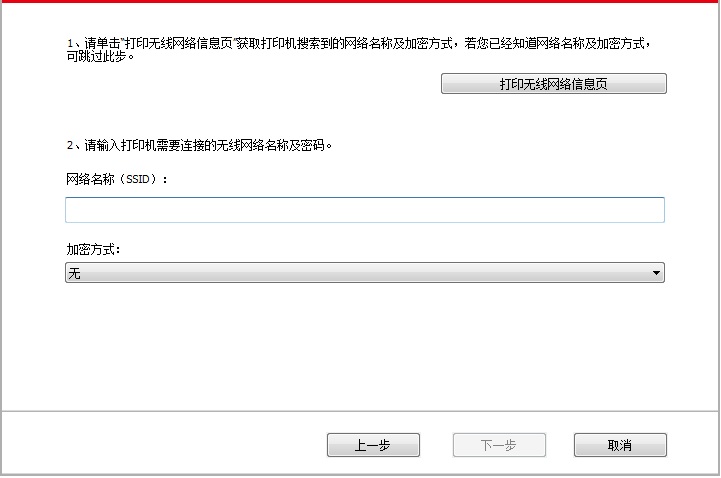 1、请单击"打印无线网络信息页"获取打印机搜索到的网络名称及加密方式，若您已经知道网络名称及加密方式，
可跳过此步。
打印无线网络信息页
2、请输入打印机需要连接的无线网络名称及密码。
网络名称（SSID）：
加密方式：
无
上一步
下一步
取消